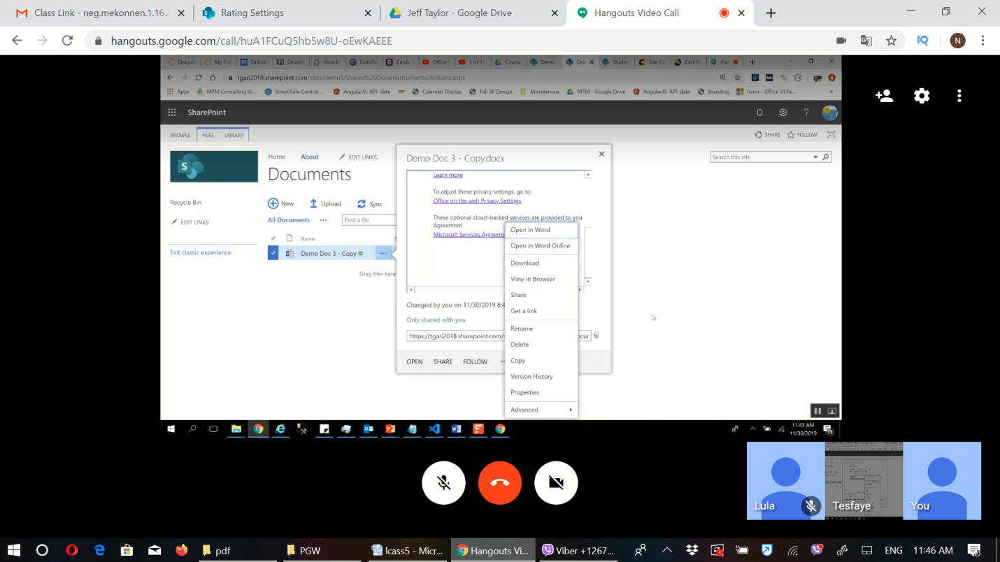 Class Link - neg.mekonnen.1.16.2
Rating Settings
Jeff Taylor - Google Drive
Hangouts Video Call
hangouts.google.com/call/huA1FCuQ5hb5w8U-oEwKAEEE
IQ
N
Docum
My Firs
Online
Develo
How to
DataTab
Cards
Office
1 of 1
Course
Demo
Doc
Student
Site Co
Cert Pr
Han
tgari2018.sharepoint.com/sites/demo5/Shared%20Documents/Forms/AllItems.aspx
Apps
MTM Consulting Gr...
SimpliSafe Control...
AngularJS: API: date
Calendar Display
Fall SP Design
Miscelenous
MTM - Google Drive
AngularJS: API: date
Branding
Icons - Office UI Fa...
»
SharePoint
?
BROWSE
FILES
LIBRARY
SHARE
FOLLOW
S
Home
About
EDIT LINKS
Documents
Search this site
Recycle Bin
EDIT LINKS
Exit classic experience
New
Upload
Sync
All Documents
...
Find a file
Name
Demo Doc 3 - Copy
...
Drag files here
Demo Doc 3 - Copy.docx
Learn more
To adjust these privacy settings, go to:
Office on the web Privacy Settings
These optional cloud-backed services are provided to you
Agreement
Microsoft Services Agreeme
Changed by you on 11/30/2019 8:4
Only shared with you
https://tgari2018.sharepoint.com/s
ocur
OPEN
SHARE
FOLLOW
Open in Word
Open in Word Online
Download
View in Browser
Share
Get a link
Rename
Delete
Copy
Version History
Properties
Advanced
11:43 AM
11/30/2019
13
Lula
Tesfaye
You
pdf
PGW
lcass5 - Micr...
Hangouts Vi...
Viber +1267...
ENG
11:46 AM